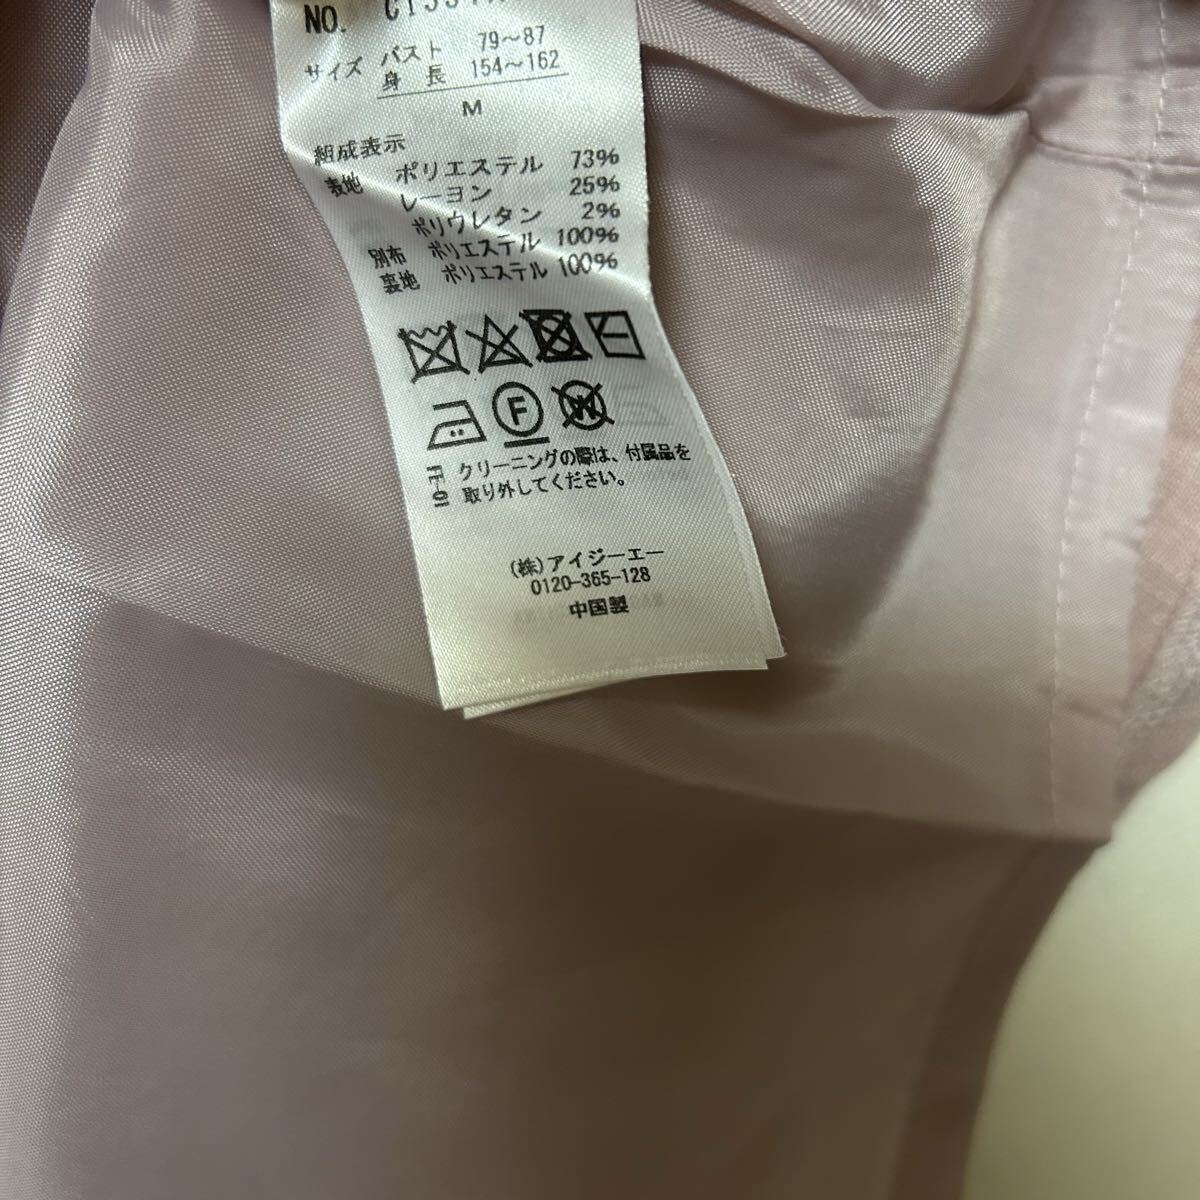 NO.
サイズ バスト 79～87
身長 154～162
M
組成表示
表地 ポリエステル 73%
レーヨン 25%
ポリウレタン 2%
別布 ポリエステル 100%
裏地 ポリエステル 100%
F W
クリーニングの際は、付属品を
取り外してください。
(株)アイジーエー
0120-365-128
中国製